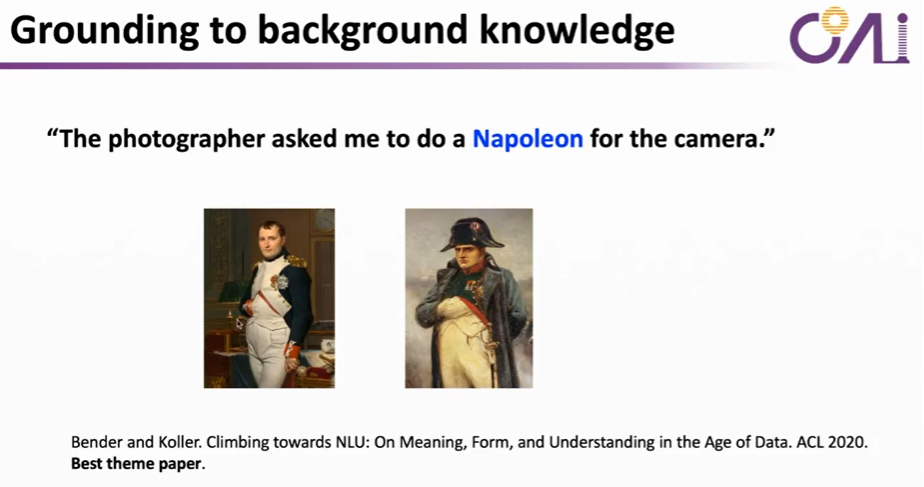 Grounding to background knowledge
COAi
“The photographer asked me to do a Napoleon for the camera.”
Bender and Koller. Climbing towards NLU: On Meaning, Form, and Understanding in the Age of Data. ACL 2020.
Best theme paper.